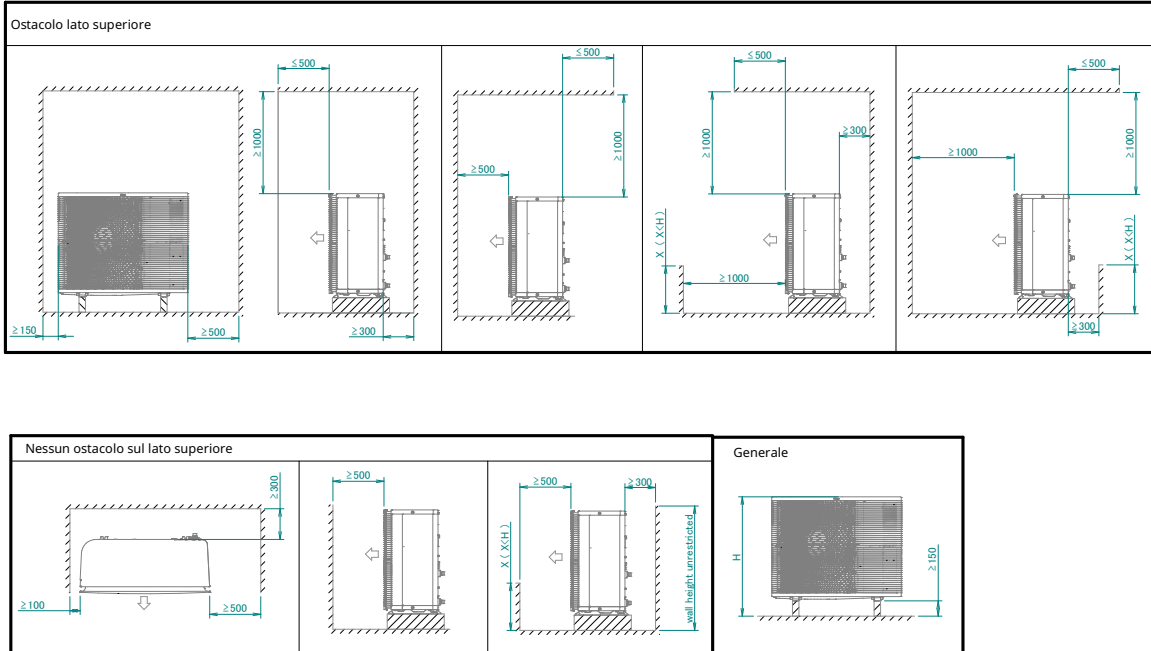 Ostacolo lato superiore
≤500
≥1000
≥150
≥500
≥300
≤500
≥1000
≥500
≤500
≥1000
≥300
X ( X<H )
≥1000
≤500
≥1000
≥1000
X ( X<H )
≥300
Nessun ostacolo sul lato superiore
≥300
≥100
≥500
≥500
≥500
≥300
X ( X<H )
wall height unrestricted
Generale
H
≥150